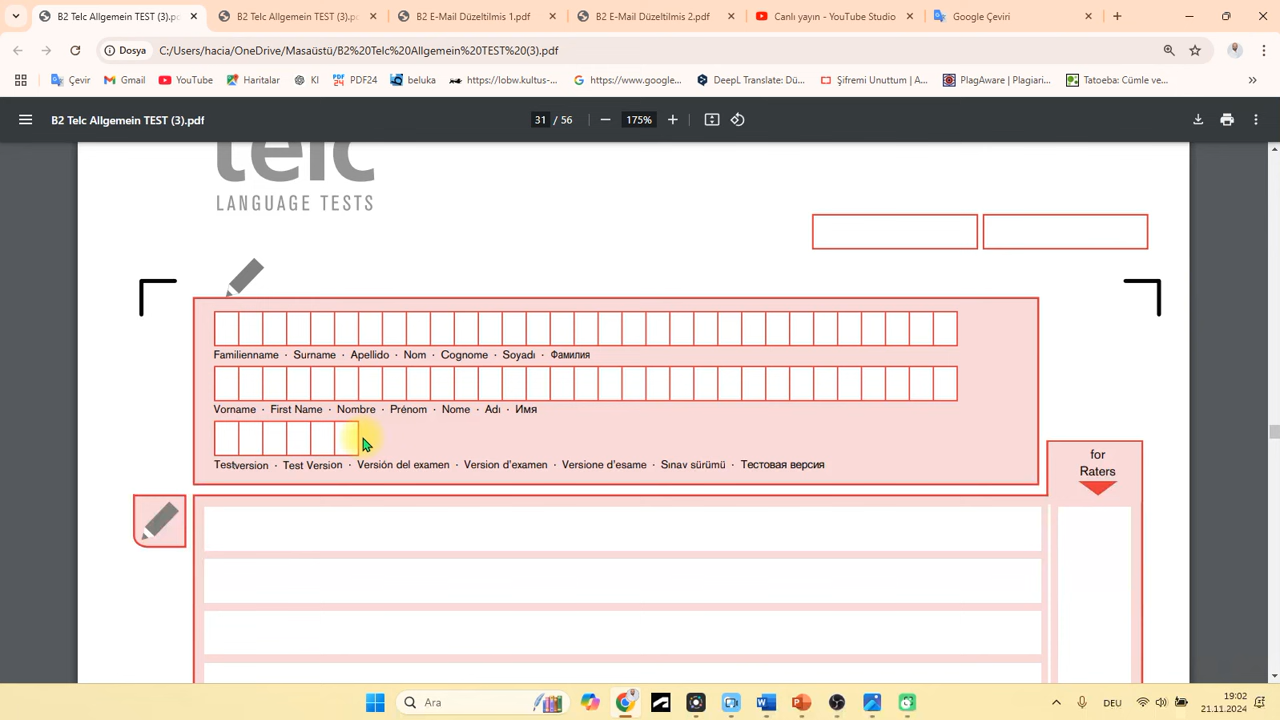 B2 Telc Allgemein TEST (3).pdf
B2 Telc Allgemein TEST (3).p
B2 E-Mail Düzeltilmis 1.pdf
B2 E-Mail Düzeltilmis 2.pdf
Canlı yayın - YouTube Studio
Google Çeviri
Dosya C:/Users/hacia/OneDrive/Masaüstü/B2%20Telc%20Allgemein%20TEST%20(3).pdf
Çevir Gmail YouTube Haritalar KI PDF24 beluka https://lobw.kultus-... https://www.google... DeepL Translate: Dü... Şifremi Unuttum | A... PlagAware | Plagiari... Tatoeba: Cümle ve...
B2 Telc Allgemein TEST (3).pdf 31 / 56 175%
telc
LANGUAGE TESTS
Familienname · Surname · Apellido · Nom · Cognome · Soyadı · Фамилия
Vorname · First Name · Nombre · Prénom · Nome · Adı · Имя
Testversion · Test Version · Versión del examen · Version d'examen · Versione d'esame · Sınav sürümü · Тестовая версия
for
Raters
Ara
DEU
19:02
21.11.2024